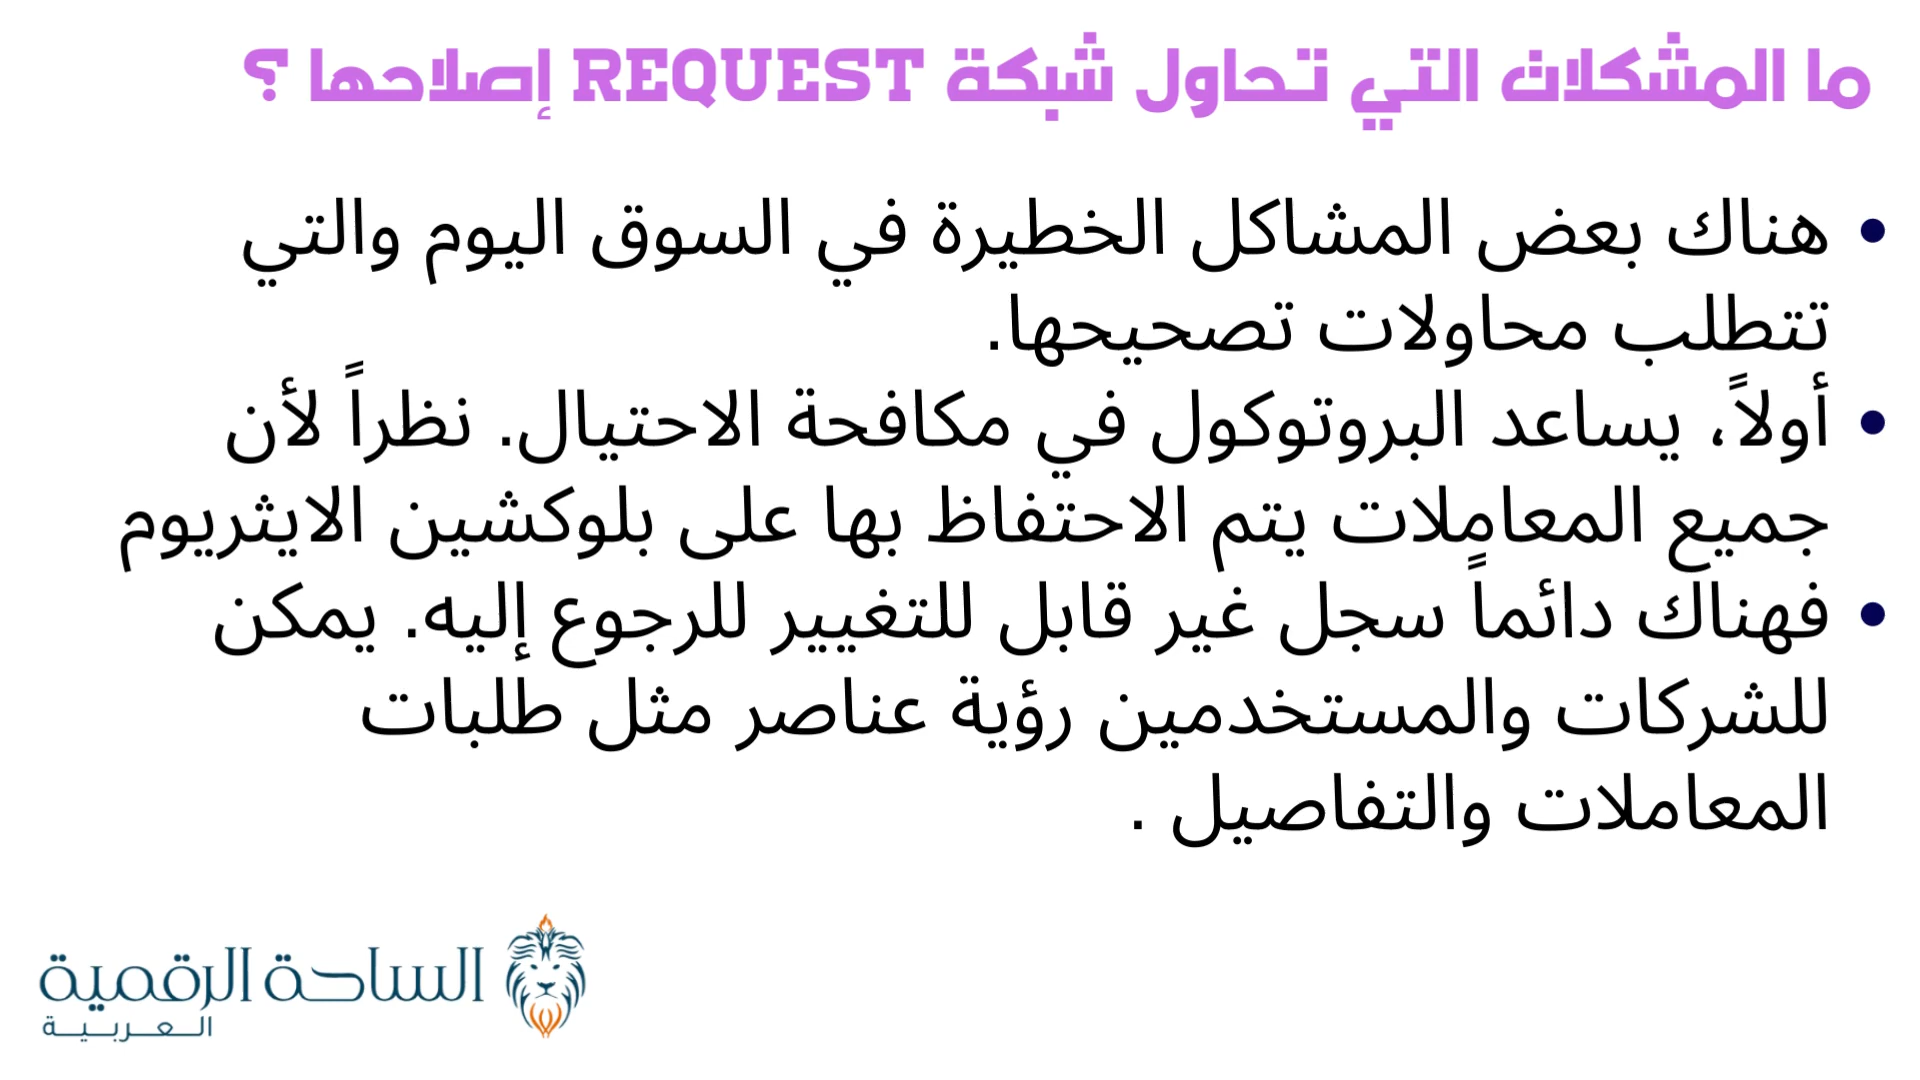 ما المشكلات التي تحاول شبكة REQUEST إصلاحها ؟
• هناك بعض المشاكل الخطيرة في السوق اليوم والتي
تتطلب محاولات تصحيحها.
• أولاً، يساعد البروتوكول في مكافحة الاحتيال. نظراً لأن
جميع المعاملات يتم الاحتفاظ بها على بلوكشين الايثريوم
• فهناك دائماً سجل غير قابل للتغيير للرجوع إليه. يمكن
للشركات والمستخدمين رؤية عناصر مثل طلبات
المعاملات والتفاصيل .
الساحة الرقمية
العربية